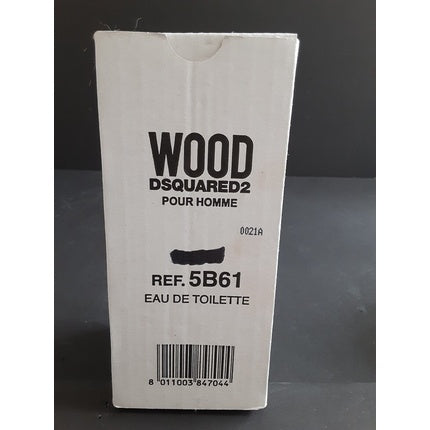 WOOD
DSQUARED2
POUR HOMME
0021A
REF. 5B61
EAU DE TOILETTE
8 011003 847044